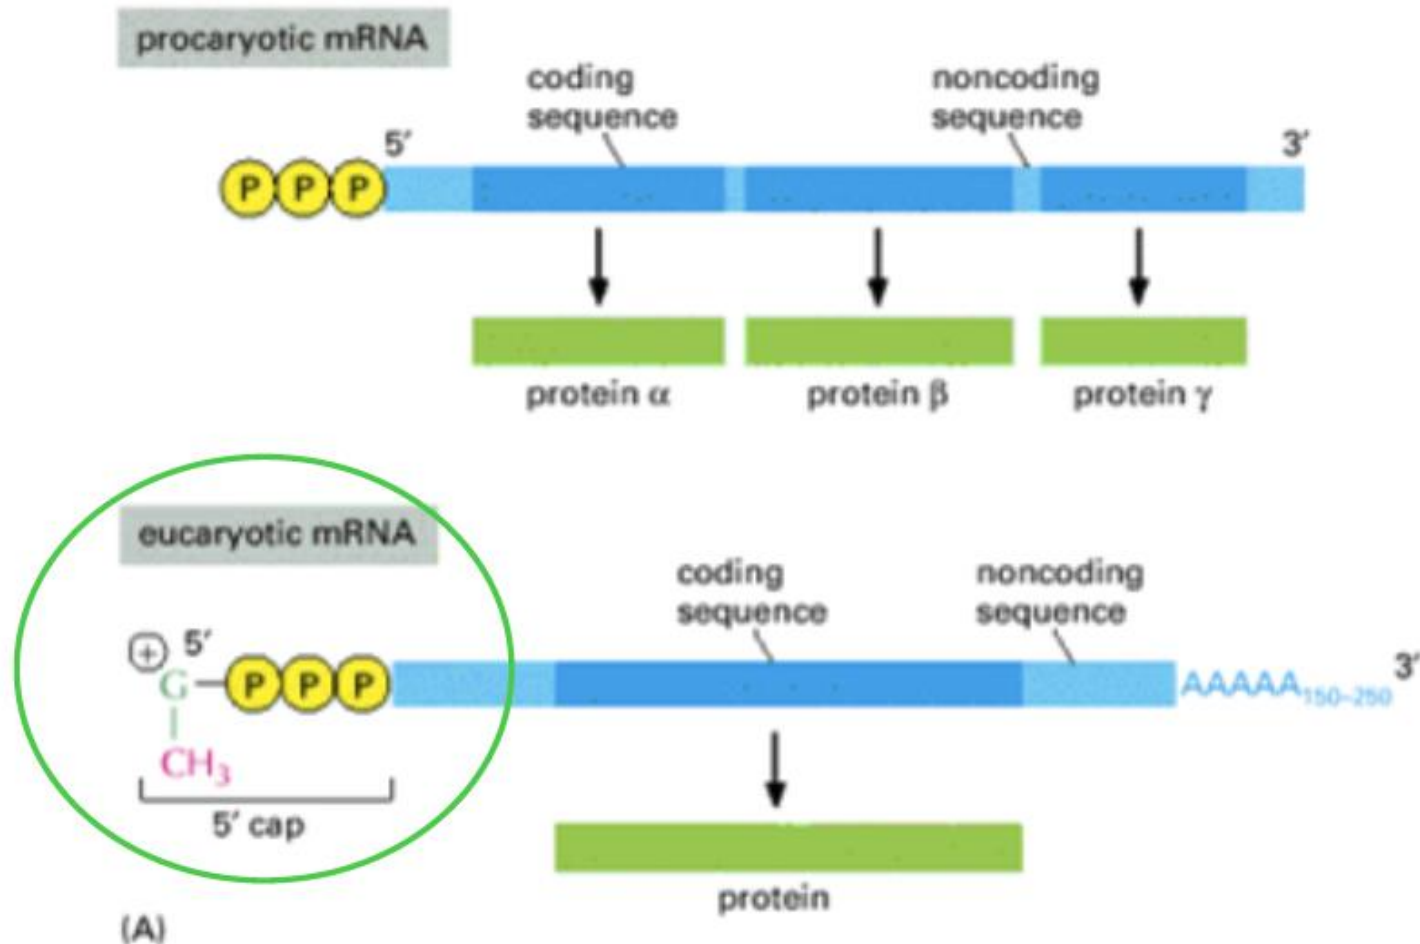 procaryotic mRNA
coding
sequence
noncoding
sequence
5′
3′
P P P
protein α
protein β
protein γ
eucaryotic mRNA
coding
sequence
noncoding
sequence
+
5′
G
P P P
CH3
AAAAA150–250
3′
5′ cap
protein
(A)